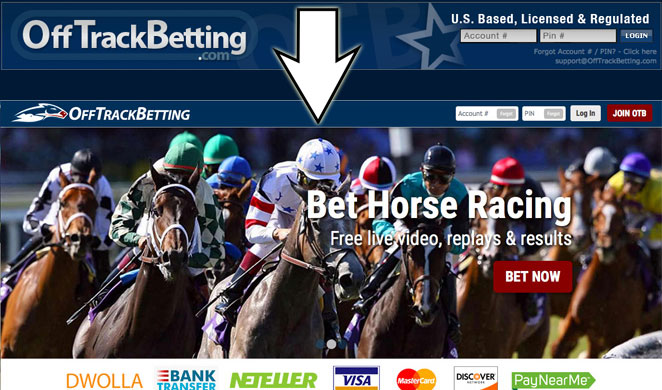 OffTrackBetting
.com
U.S. Based, Licensed & Regulated
Account #
Pin #
LOGIN
Forgot Account # / PIN? - Click here
support@OffTrackBetting.com
OFFTRACKBETTING
Account #
Forgot
PIN
Forgot
Log In
JOIN OTB
Bet Horse Racing
Free live video, replays & results
BET NOW
DWOLLA
BANK TRANSFER
NETELLER
VISA
MasterCard
DISCOVER
NETWORK
PayNearMe